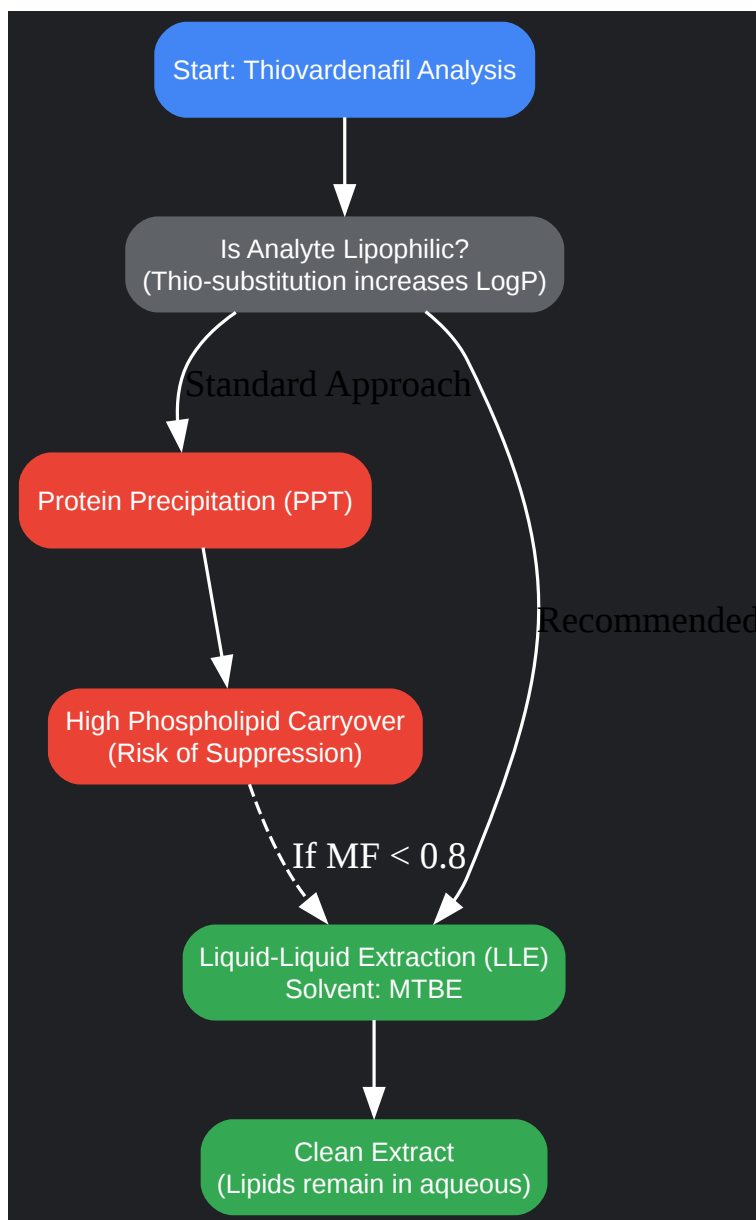 Start: Thiovardenafil Analysis
Is Analyte Lipophilic?
(Thio-substitution increases LogP)
Standard Approach
Protein Precipitation (PPT)
Recommended
High Phospholipid Carryover
(Risk of Suppression)
If MF < 0.8
Liquid-Liquid Extraction (LLE)
Solvent: MTBE
Clean Extract
(Lipids remain in aqueous)